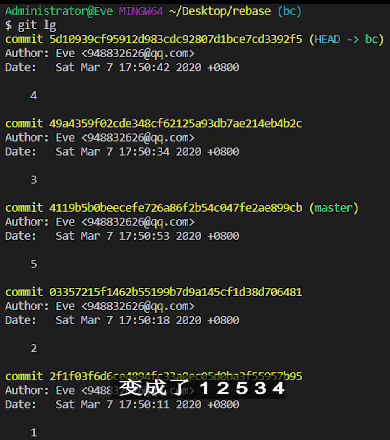 Administrator@Eve MINGW64 ~/Desktop/rebase (bc)
$ git lg
commit 5d10939cf95912d983cdc92807d1bce7cd3392f5 (HEAD -> bc)
Author: Eve <948832626@qq.com>
Date: Sat Mar 7 17:50:42 2020 +0800
4
commit 49a4359f02cde348cf62125a93db7ae214eb4b2c
Author: Eve <948832626@qq.com>
Date: Sat Mar 7 17:50:34 2020 +0800
3
commit 4119b5b0beecefe726a86f2b54c047fe2ae899cb (master)
Author: Eve <948832626@qq.com>
Date: Sat Mar 7 17:50:53 2020 +0800
5
commit 03357215f1462b55199b7d9a145cf1d38d706481
Author: Eve <948832626@qq.com>
Date: Sat Mar 7 17:50:18 2020 +0800
2
commit
Author: Eve
变成了 1 2 5 3 4
Date: Sat Mar 7 17:50:11 2020 +0800
1